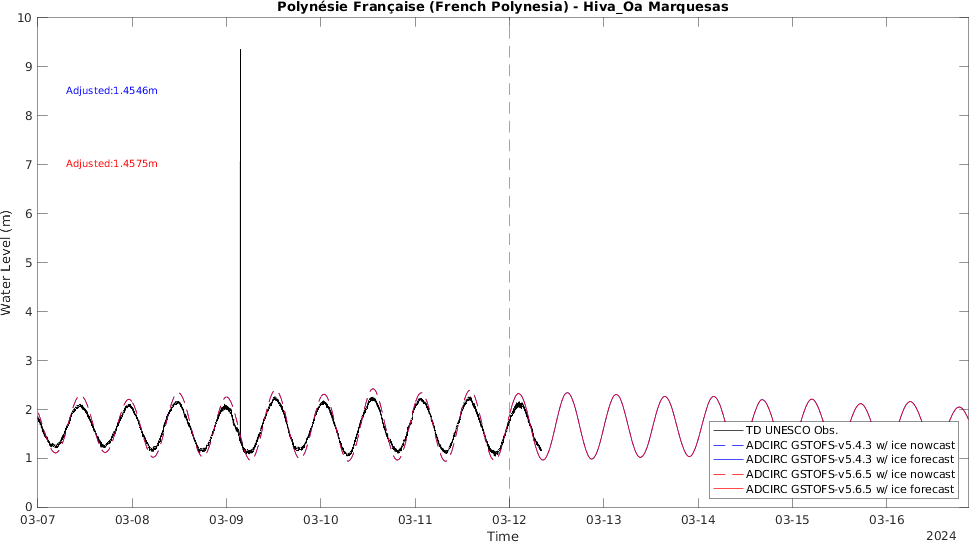 Polynésie Française (French Polynesia) - Hiva_Oa Marquesas
10
9
8
7
6
5
4
3
2
1
0
Water Level (m)
Adjusted:1.4546m
Adjusted:1.4575m
TD UNESCO Obs.
ADCIRC GSTOFS-v5.4.3 w/ ice nowcast
ADCIRC GSTOFS-v5.4.3 w/ ice forecast
ADCIRC GSTOFS-v5.6.5 w/ ice nowcast
ADCIRC GSTOFS-v5.6.5 w/ ice forecast
03-07 03-08 03-09 03-10 03-11 03-12 03-13 03-14 03-15 03-16
Time
2024